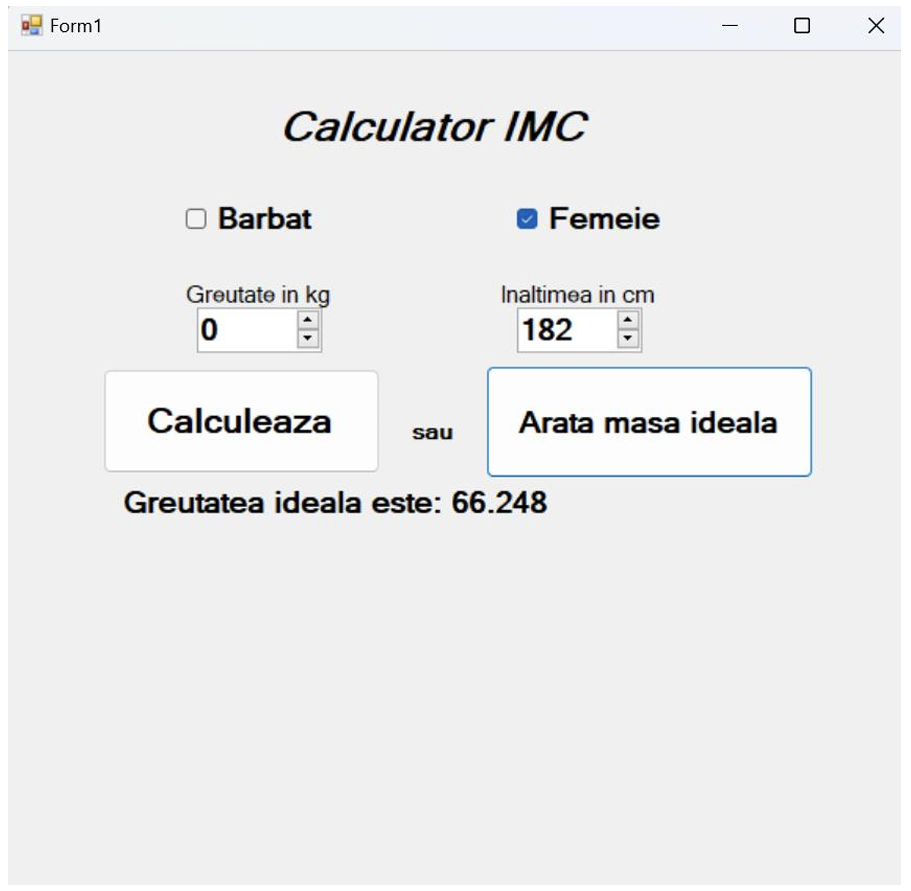 Form1
Calculator IMC
Barbat Femeie
Greutate in kg Inaltimea in cm
0 182
Calculeaza sau Arata masa ideala
Greutatea ideala este: 66.248